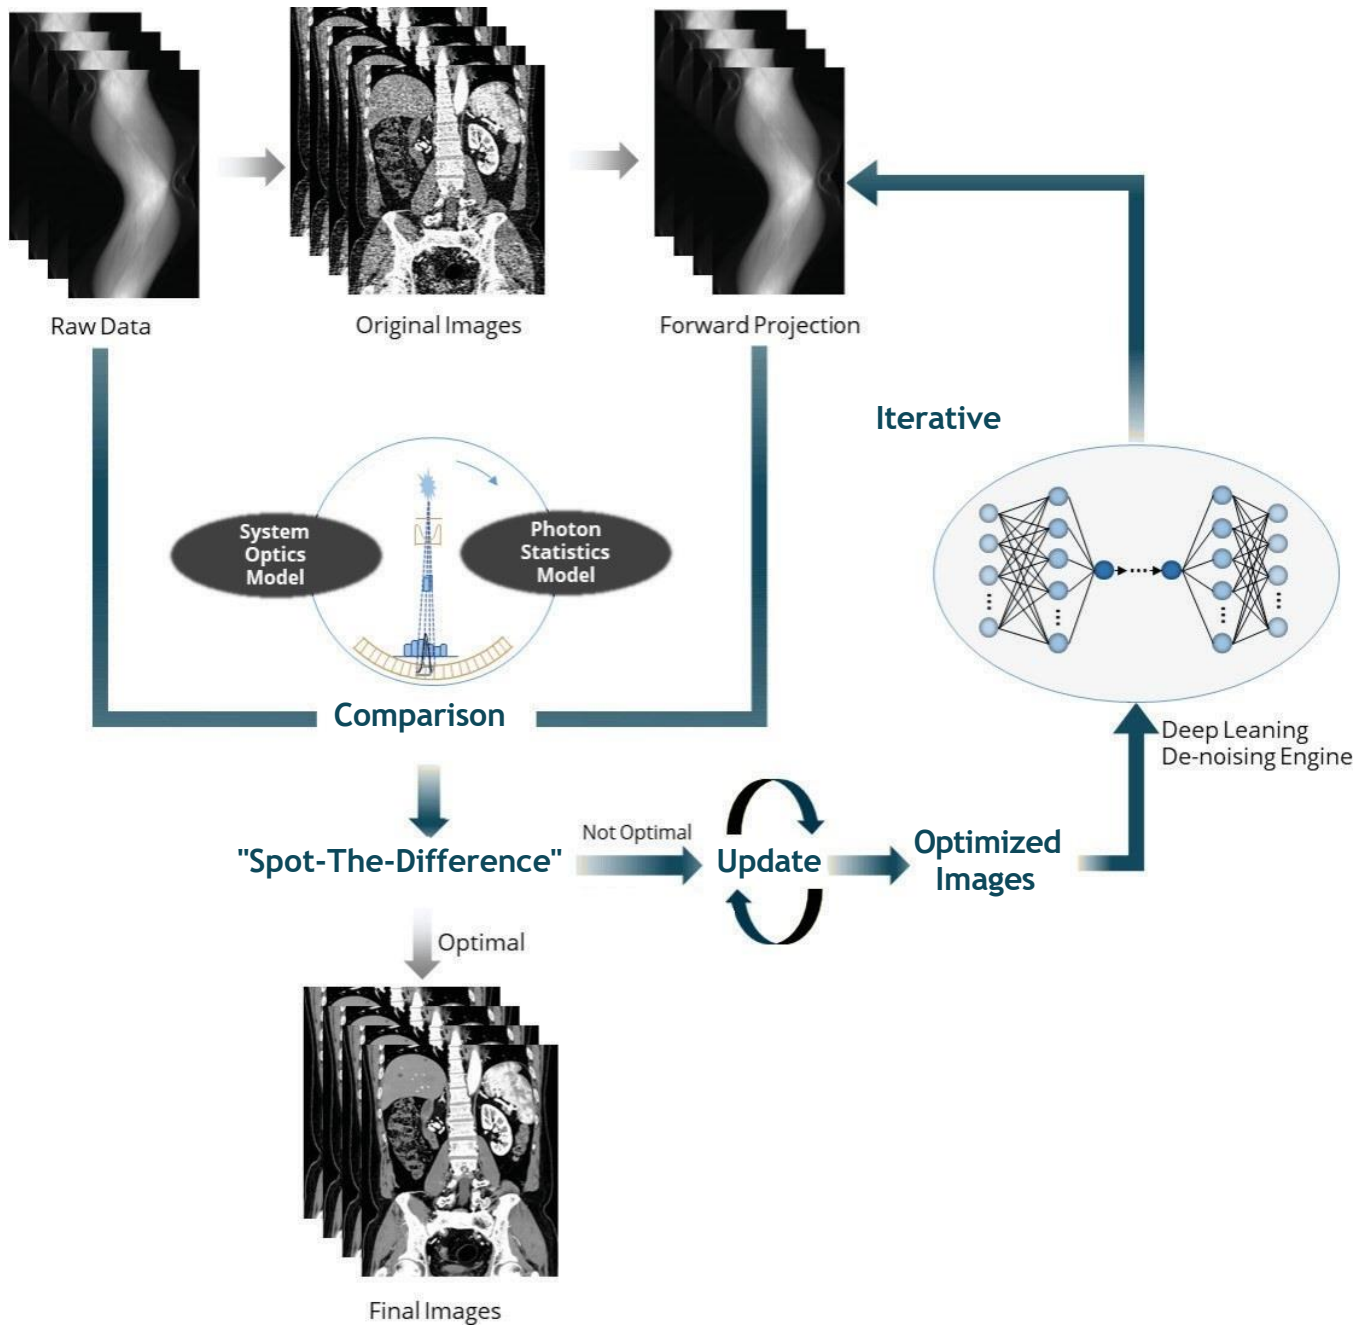 Raw Data
Original Images
Forward Projection
Iterative
System
Optics
Model
Photon
Statistics
Model
Comparison
Deep Leaning
De-noising Engine
"Spot-The-Difference"
Not Optimal
Update
Optimized
Images
Optimal
Final Images